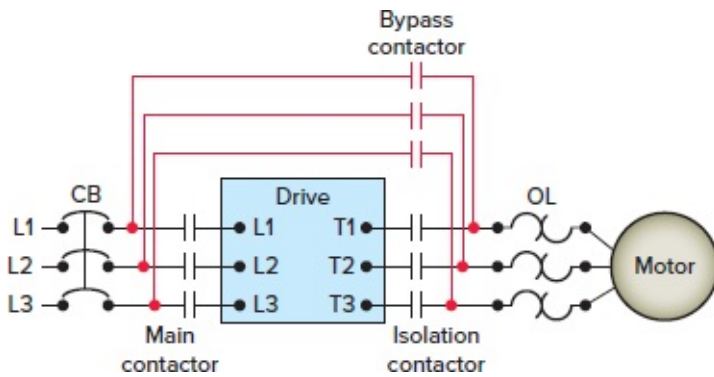 Bypass
contactor
CB
Drive
OL
L1
L1
T1
L2
L2
T2
Motor
L3
L3
T3
Main
contactor
Isolation
contactor